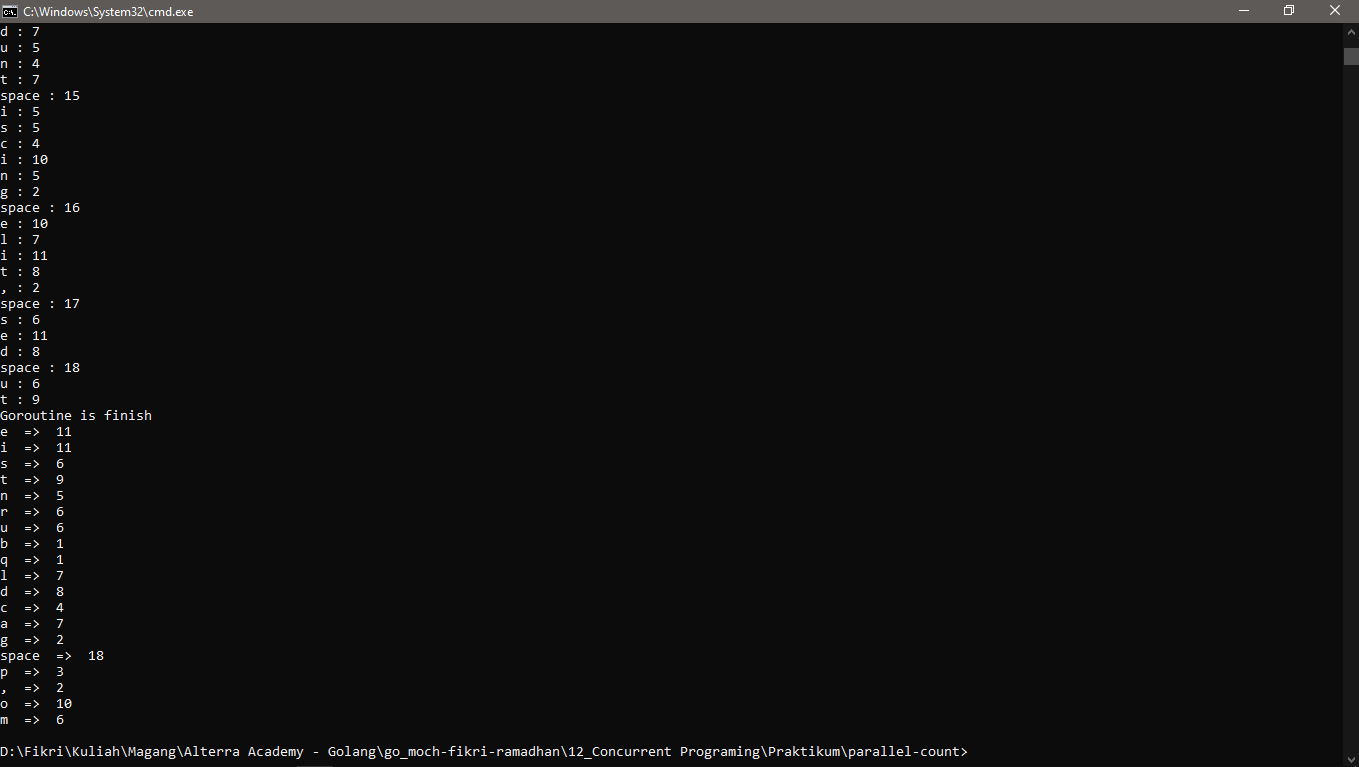 C:\Windows\System32\cmd.exe
d : 7
u : 5
n : 4
t : 7
space : 15
i : 5
s : 5
c : 4
i : 10
n : 5
g : 2
space : 16
e : 10
l : 7
i : 11
t : 8
, : 2
space : 17
s : 6
e : 11
d : 8
space : 18
u : 6
t : 9
Goroutine is finish
e  =>  11
i  =>  11
s  =>  6
t  =>  9
n  =>  5
r  =>  6
u  =>  6
b  =>  1
q  =>  1
l  =>  7
d  =>  8
c  =>  4
a  =>  7
g  =>  2
space  =>  18
p  =>  3
,  =>  2
o  =>  10
m  =>  6
D:\Fikri\Kuliah\Magang\Alterra Academy - Golang\go_moch-fikri-ramadhan\12_Concurrent Programing\Praktikum\parallel-count>